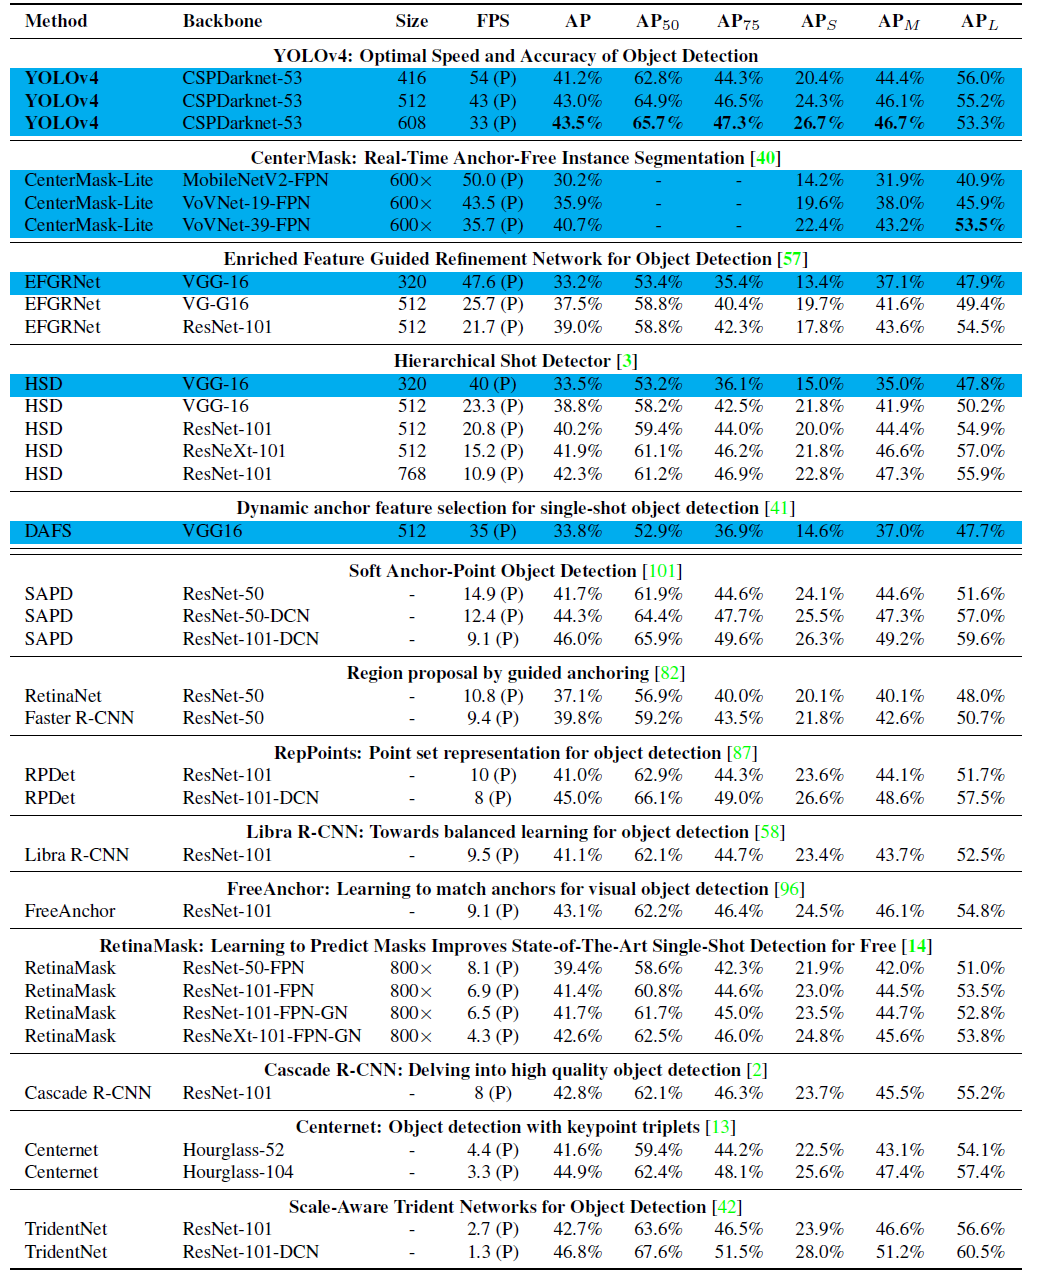 Method Backbone Size FPS AP AP50 AP75 APS APM APL
YOLOv4: Optimal Speed and Accuracy of Object Detection
YOLOv4 CSPDarknet-53 416 54 (P) 41.2% 62.8% 44.3% 20.4% 44.4% 56.0%
YOLOv4 CSPDarknet-53 512 43 (P) 43.0% 64.9% 46.5% 24.3% 46.1% 55.2%
YOLOv4 CSPDarknet-53 608 33 (P) 43.5% 65.7% 47.3% 26.7% 46.7% 53.3%
CenterMask: Real-Time Anchor-Free Instance Segmentation [40]
CenterMask-Lite MobileNetV2-FPN 600× 50.0 (P) 30.2% - - 14.2% 31.9% 40.9%
CenterMask-Lite VoVNet-19-FPN 600× 43.5 (P) 35.9% - - 19.6% 38.0% 45.9%
CenterMask-Lite VoVNet-39-FPN 600× 35.7 (P) 40.7% - - 22.4% 43.2% 53.5%
Enriched Feature Guided Refinement Network for Object Detection [57]
EFGRNet VGG-16 320 47.6 (P) 33.2% 53.4% 35.4% 13.4% 37.1% 47.9%
EFGRNet VG-G16 512 25.7 (P) 37.5% 58.8% 40.4% 19.7% 41.6% 49.4%
EFGRNet ResNet-101 512 21.7 (P) 39.0% 58.8% 42.3% 17.8% 43.6% 54.5%
Hierarchical Shot Detector [3]
HSD VGG-16 320 40 (P) 33.5% 53.2% 36.1% 15.0% 35.0% 47.8%
HSD VGG-16 512 23.3 (P) 38.8% 58.2% 42.5% 21.8% 41.9% 50.2%
HSD ResNet-101 512 20.8 (P) 40.2% 59.4% 44.0% 20.0% 44.4% 54.9%
HSD ResNeXt-101 512 15.2 (P) 41.9% 61.1% 46.2% 21.8% 46.6% 57.0%
HSD ResNet-101 768 10.9 (P) 42.3% 61.2% 46.9% 22.8% 47.3% 55.9%
Dynamic anchor feature selection for single-shot object detection [41]
DAFS VGG16 512 35 (P) 33.8% 52.9% 36.9% 14.6% 37.0% 47.7%
Soft Anchor-Point Object Detection [101]
SAPD ResNet-50 - 14.9 (P) 41.7% 61.9% 44.6% 24.1% 44.6% 51.6%
SAPD ResNet-50-DCN - 12.4 (P) 44.3% 64.4% 47.7% 25.5% 47.3% 57.0%
SAPD ResNet-101-DCN - 9.1 (P) 46.0% 65.9% 49.6% 26.3% 49.2% 59.6%
Region proposal by guided anchoring [82]
RetinaNet ResNet-50 - 10.8 (P) 37.1% 56.9% 40.0% 20.1% 40.1% 48.0%
Faster R-CNN ResNet-50 - 9.4 (P) 39.8% 59.2% 43.5% 21.8% 42.6% 50.7%
RepPoints: Point set representation for object detection [87]
RPDet ResNet-101 - 10 (P) 41.0% 62.9% 44.3% 23.6% 44.1% 51.7%
RPDet ResNet-101-DCN - 8 (P) 45.0% 66.1% 49.0% 26.6% 48.6% 57.5%
Libra R-CNN: Towards balanced learning for object detection [58]
Libra R-CNN ResNet-101 - 9.5 (P) 41.1% 62.1% 44.7% 23.4% 43.7% 52.5%
FreeAnchor: Learning to match anchors for visual object detection [96]
FreeAnchor ResNet-101 - 9.1 (P) 43.1% 62.2% 46.4% 24.5% 46.1% 54.8%
RetinaMask: Learning to Predict Masks Improves State-of-The-Art Single-Shot Detection for Free [14]
RetinaMask ResNet-50-FPN 800× 8.1 (P) 39.4% 58.6% 42.3% 21.9% 42.0% 51.0%
RetinaMask ResNet-101-FPN 800× 6.9 (P) 41.4% 60.8% 44.6% 23.0% 44.5% 53.5%
RetinaMask ResNet-101-FPN-GN 800× 6.5 (P) 41.7% 61.7% 45.0% 23.5% 44.7% 52.8%
RetinaMask ResNeXt-101-FPN-GN 800× 4.3 (P) 42.6% 62.5% 46.0% 24.8% 45.6% 53.8%
Cascade R-CNN: Delving into high quality object detection [2]
Cascade R-CNN ResNet-101 - 8 (P) 42.8% 62.1% 46.3% 23.7% 45.5% 55.2%
Centernet: Object detection with keypoint triplets [13]
Centernet Hourglass-52 - 4.4 (P) 41.6% 59.4% 44.2% 22.5% 43.1% 54.1%
Centernet Hourglass-104 - 3.3 (P) 44.9% 62.4% 48.1% 25.6% 47.4% 57.4%
Scale-Aware Trident Networks for Object Detection [42]
TridentNet ResNet-101 - 2.7 (P) 42.7% 63.6% 46.5% 23.9% 46.6% 56.6%
TridentNet ResNet-101-DCN - 1.3 (P) 46.8% 67.6% 51.5% 28.0% 51.2% 60.5%